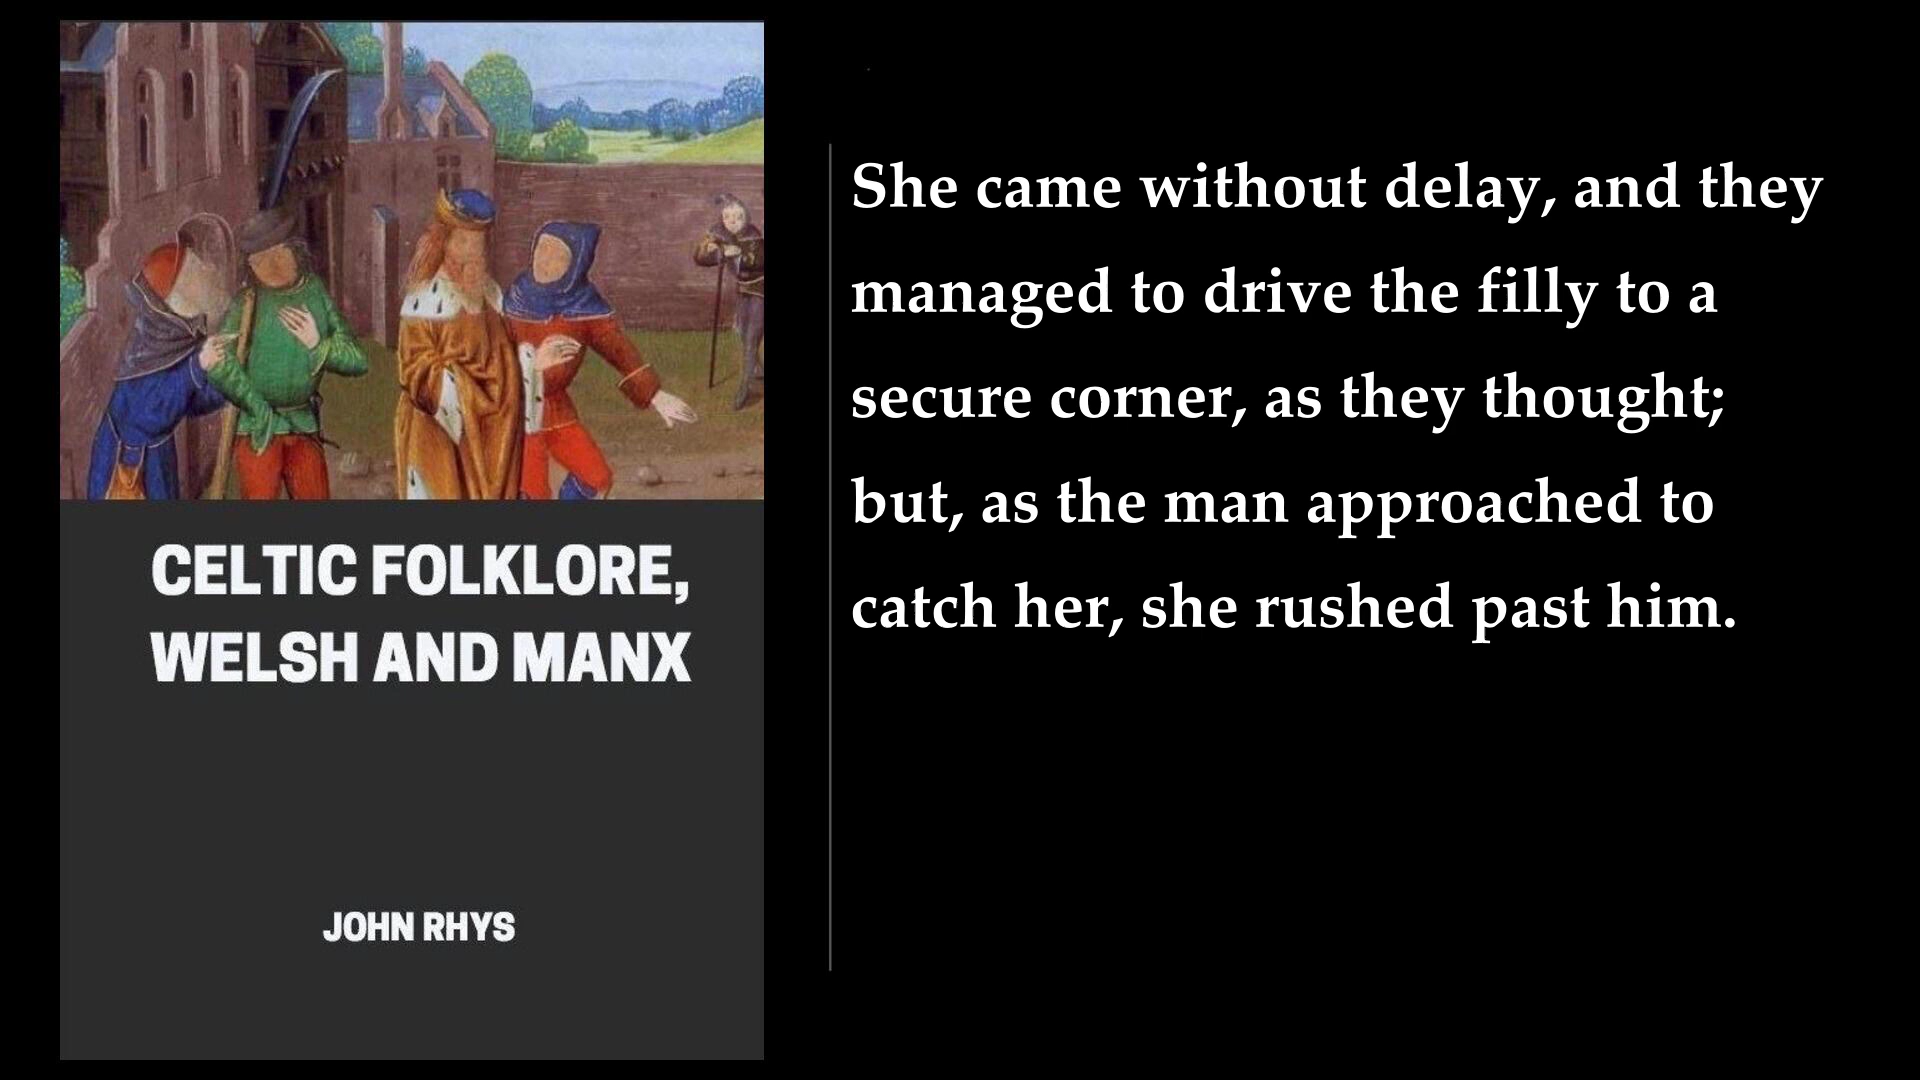 CELTIC FOLKLORE,
WELSH AND MANX
JOHN RHYS
She came without delay, and they
managed to drive the filly to a
secure corner, as they thought;
but, as the man approached to
catch her, she rushed past him.